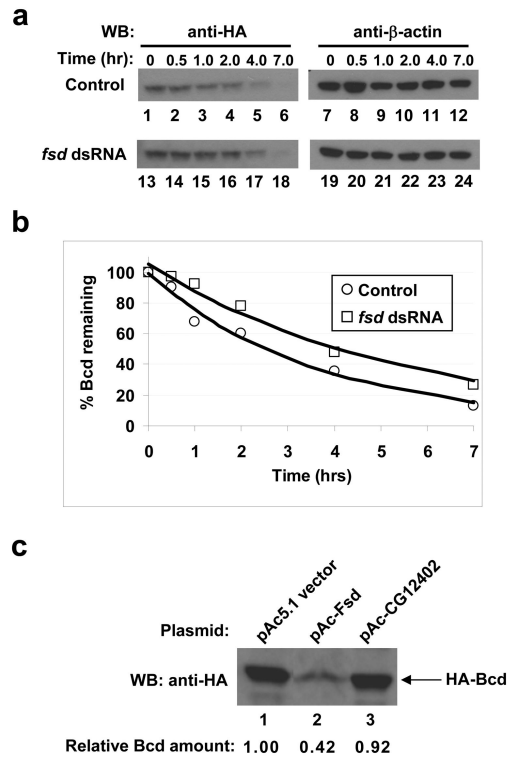 a
WB: anti-HA anti-β-actin
Time (hr): 0 0.5 1.0 2.0 4.0 7.0 0 0.5 1.0 2.0 4.0 7.0
Control
1 2 3 4 5 6 7 8 9 10 11 12
fsd dsRNA
13 14 15 16 17 18 19 20 21 22 23 24
b
% Bcd remaining
100
80
60
40
20
0
Control
fsd dsRNA
0 1 2 3 4 5 6 7
Time (hrs)
c
Plasmid: pAc5.1 vector pAc-Fsd pAc-CG12402
WB: anti-HA HA-Bcd
1 2 3
Relative Bcd amount: 1.00 0.42 0.92